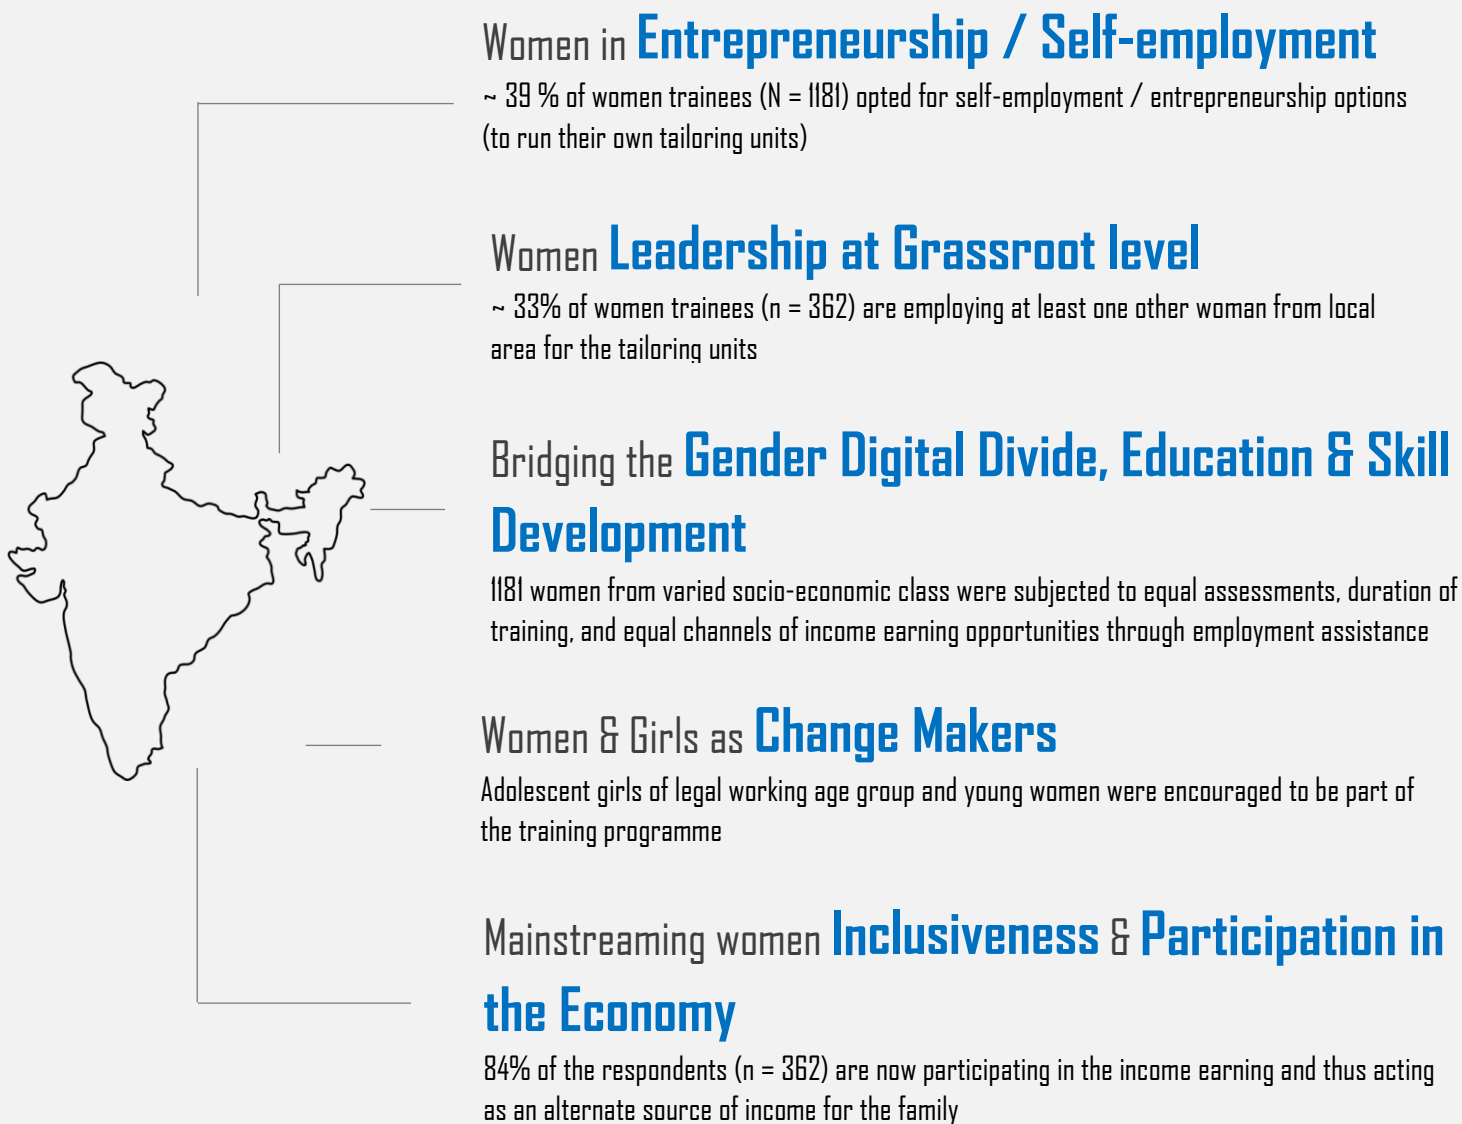 Women in Entrepreneurship / Self-employment
~ 39 % of women trainees (N = 1181) opted for self-employment / entrepreneurship options
(to run their own tailoring units)
Women Leadership at Grassroot level
~ 33% of women trainees (n = 362) are employing at least one other woman from local
area for the tailoring units
Bridging the Gender Digital Divide, Education & Skill
Development
1181 women from varied socio-economic class were subjected to equal assessments, duration of
training, and equal channels of income earning opportunities through employment assistance
Women & Girls as Change Makers
Adolescent girls of legal working age group and young women were encouraged to be part of
the training programme
Mainstreaming women Inclusiveness & Participation in
the Economy
84% of the respondents (n = 362) are now participating in the income earning and thus acting
as an alternate source of income for the family